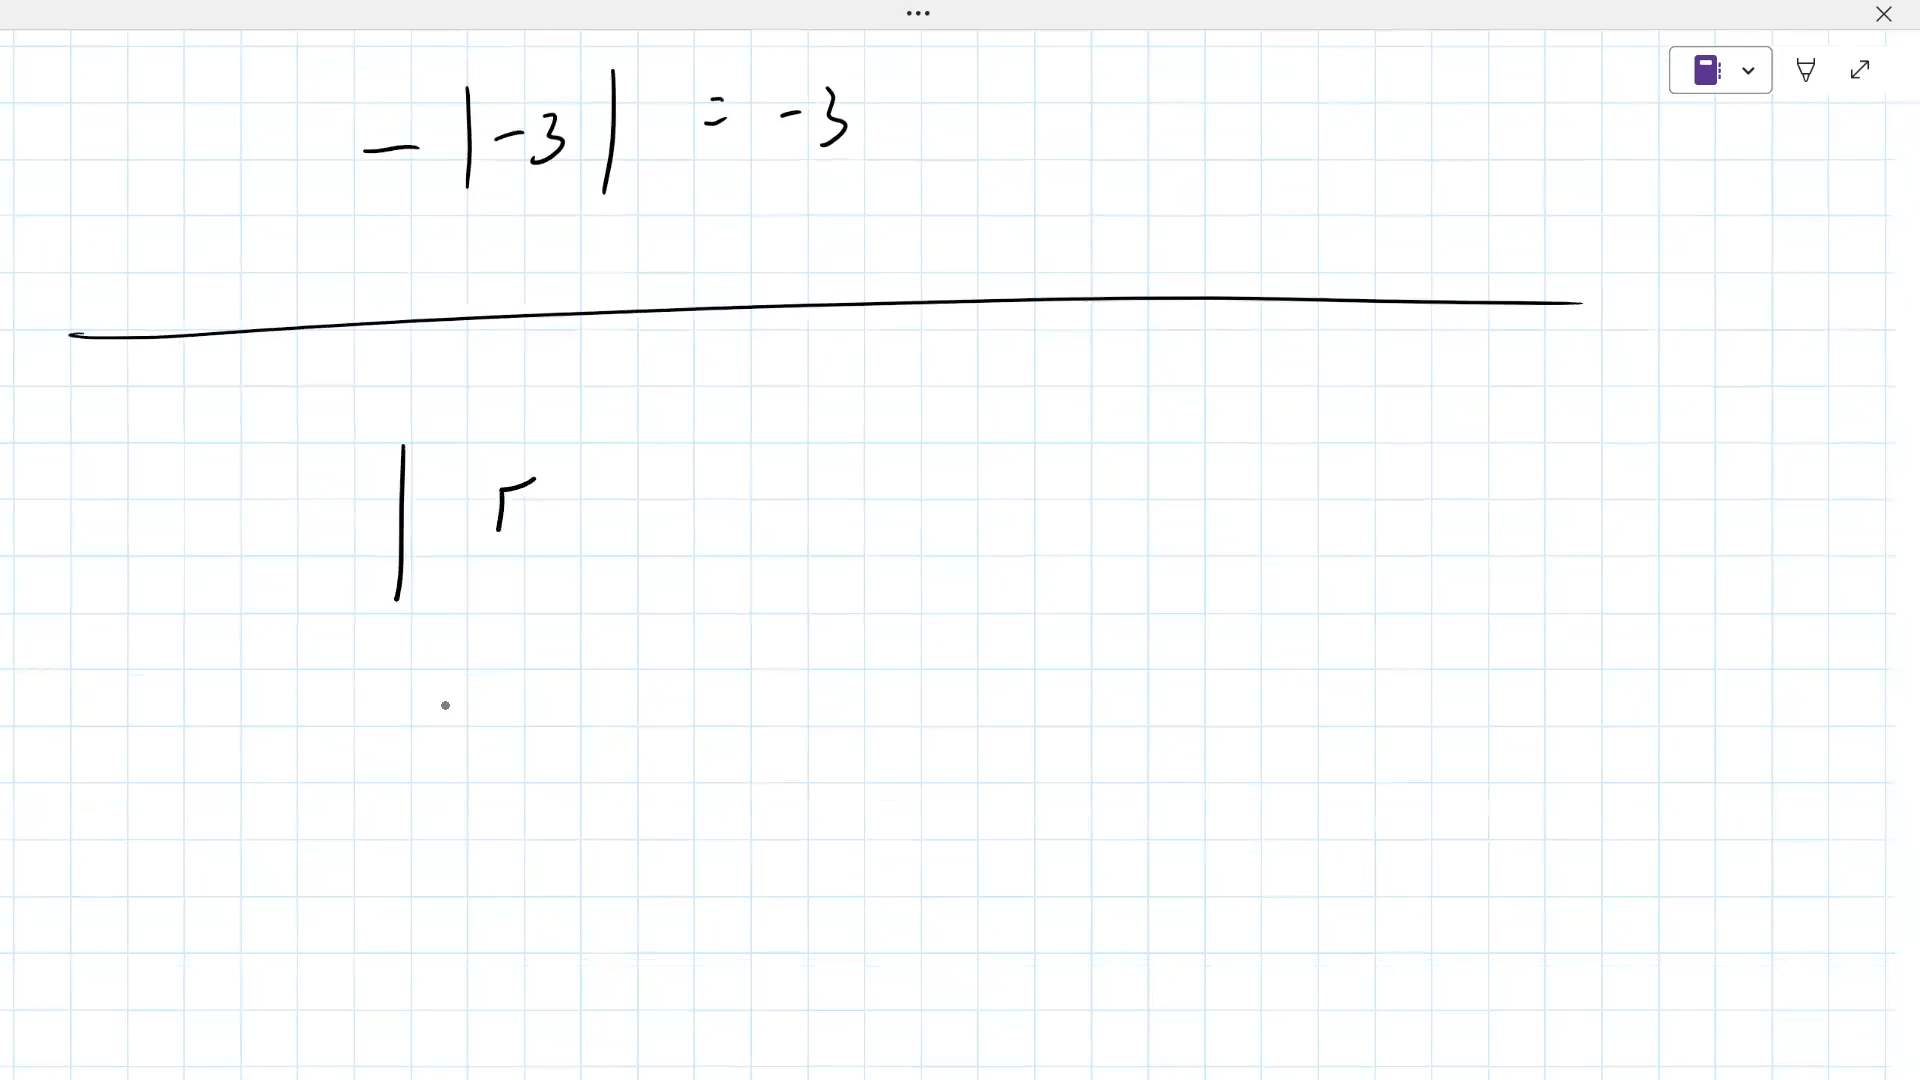 - |-3| = -3
| r